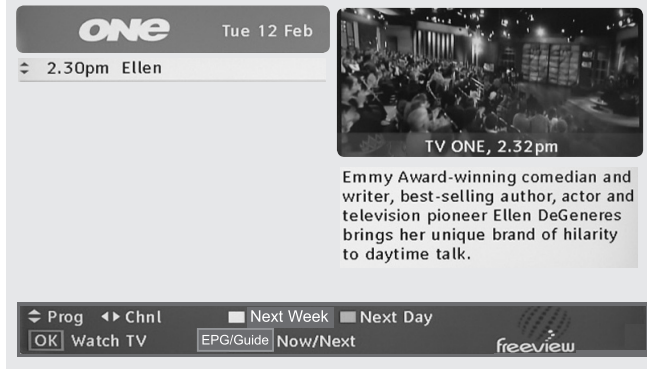 ONE Tue 12 Feb
2.30pm Ellen
TV ONE, 2.32pm
Emmy Award-winning comedian and
writer, best-selling author, actor and
television pioneer Ellen DeGeneres
brings her unique brand of hilarity
to daytime talk.
Prog Chnl Next Week Next Day
OK Watch TV EPG/Guide Now/Next
freeview